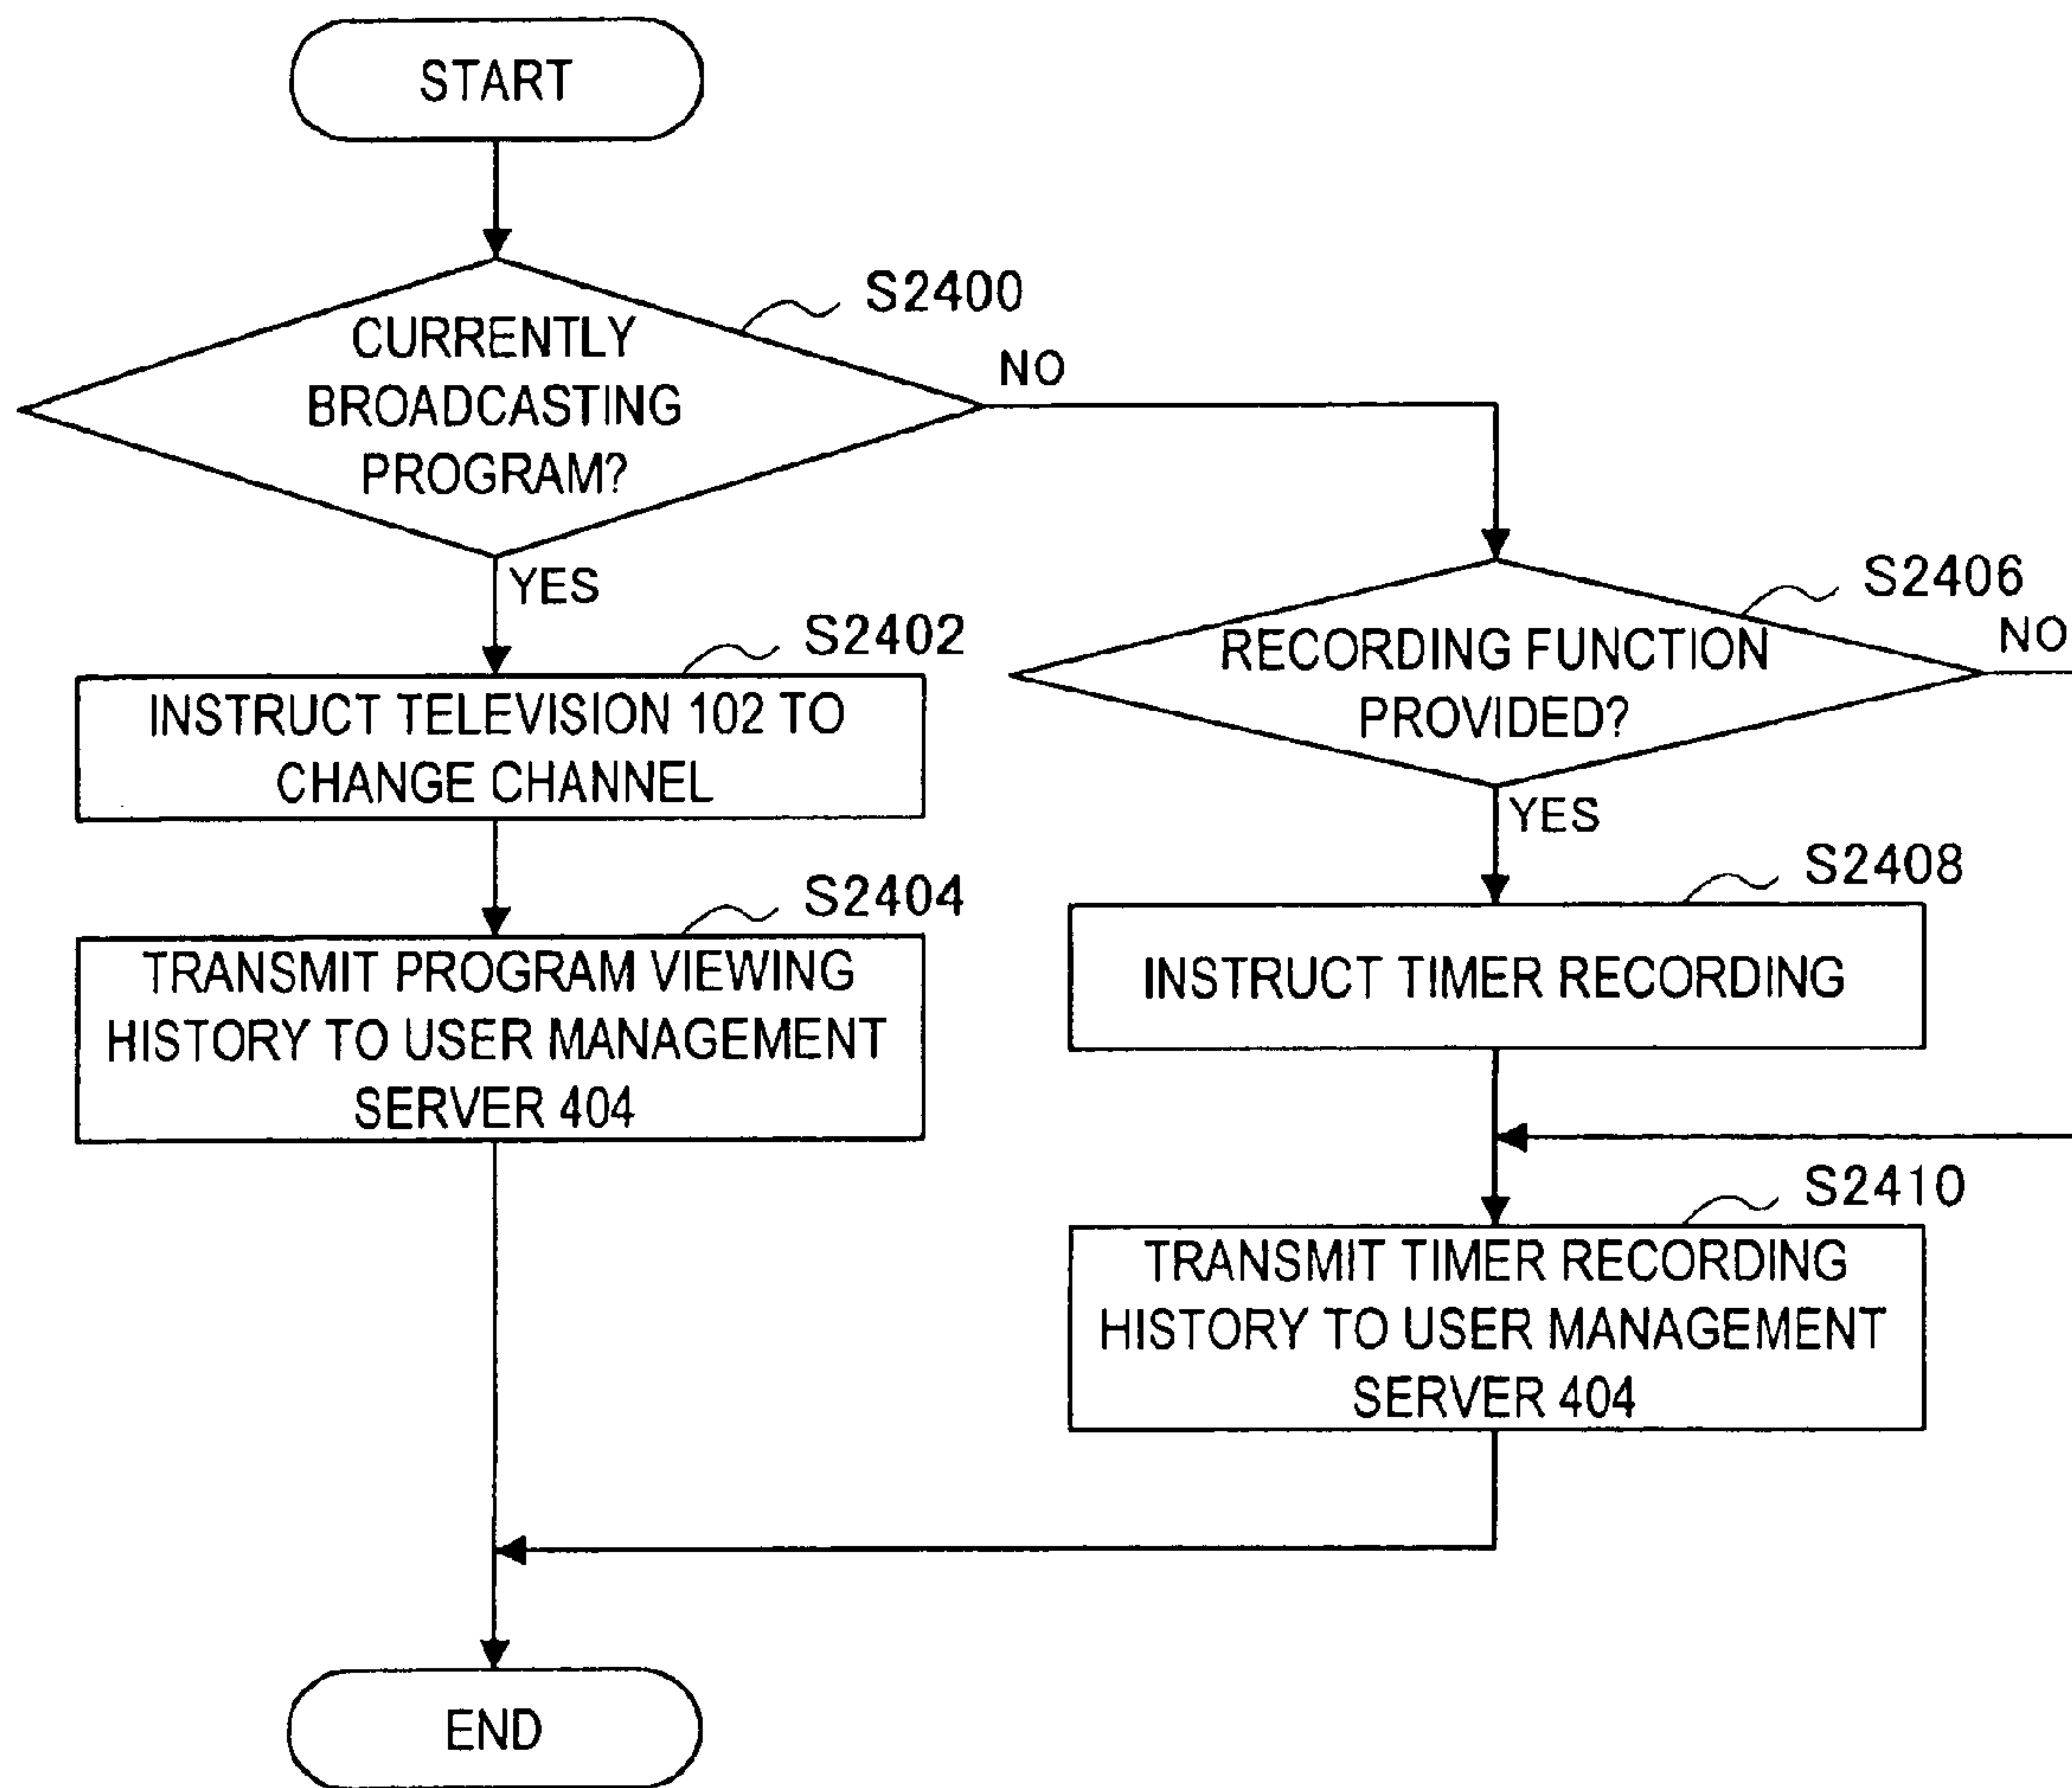 START
S2400
CURRENTLY
BROADCASTING
PROGRAM?
NO
YES
S2402
INSTRUCT TELEVISION 102 TO
CHANGE CHANNEL
S2404
TRANSMIT PROGRAM VIEWING
HISTORY TO USER MANAGEMENT
SERVER 404
S2406
RECORDING FUNCTION
PROVIDED?
NO
YES
S2408
INSTRUCT TIMER RECORDING
S2410
TRANSMIT TIMER RECORDING
HISTORY TO USER MANAGEMENT
SERVER 404
END